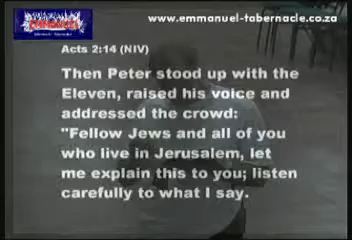 www.emmanuel-tabernacle.co.za
EMMANUEL
Acts 2:14 (NIV)
Then Peter stood up with the
Eleven, raised his voice and
addressed the crowd:
"Fellow Jews and all of you
who live in Jerusalem, let
me explain this to you; listen
carefully to what I say.